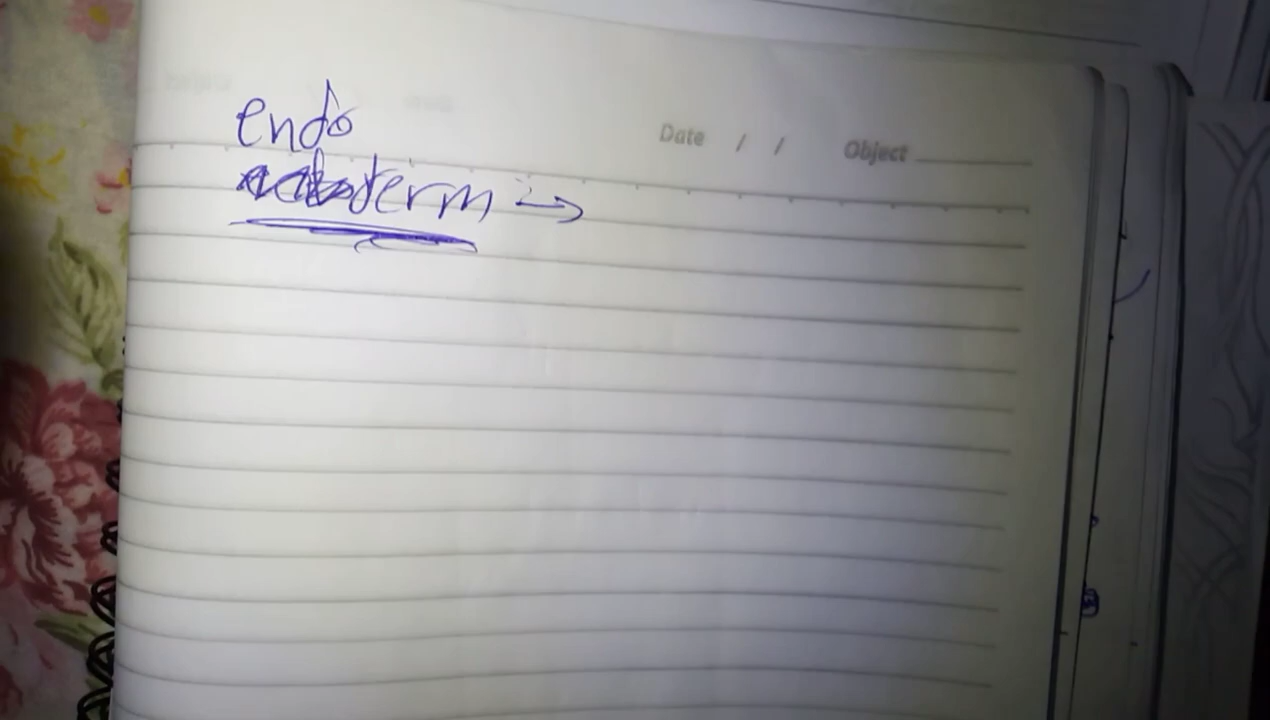 endo
Date / / Object
term :→